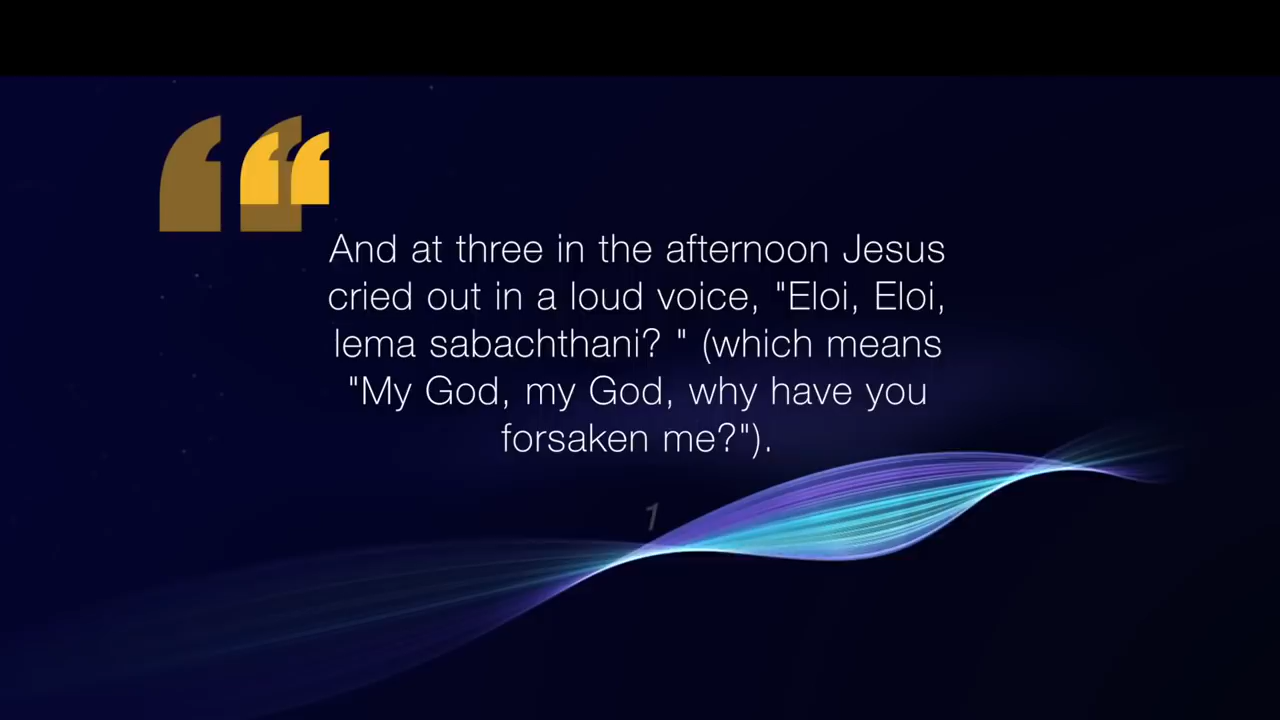 And at three in the afternoon Jesus
cried out in a loud voice, "Eloi, Eloi,
lema sabachthani? " (which means
"My God, my God, why have you
forsaken me?").
1